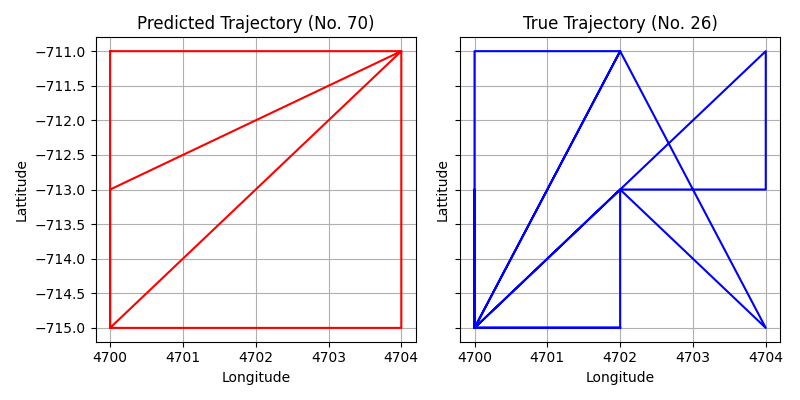 Predicted Trajectory (No. 70)
True Trajectory (No. 26)
−711.0
−711.5
−712.0
−712.5
−713.0
−713.5
−714.0
−714.5
−715.0
Lattitude
Lattitude
4700 4701 4702 4703 4704
4700 4701 4702 4703 4704
Longitude
Longitude